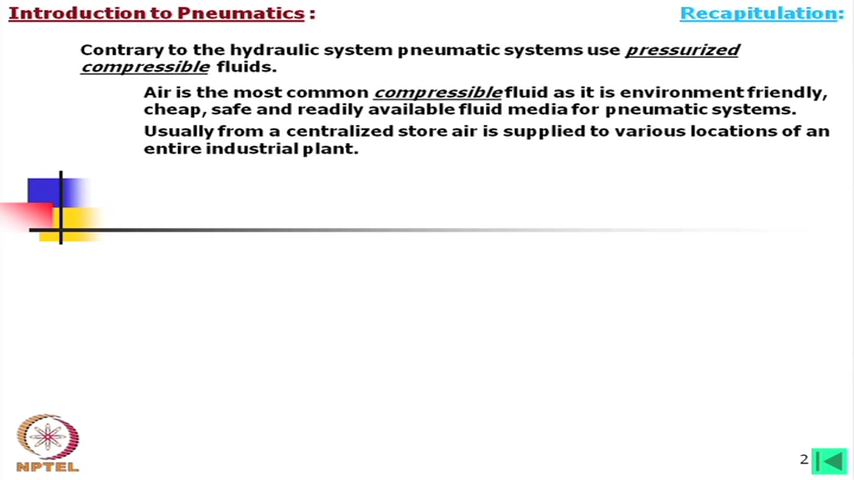 Introduction to Pneumatics :
Recapitulation:
Contrary to the hydraulic system pneumatic systems use pressurized
compressible fluids.
Air is the most common compressible fluid as it is environment friendly,
cheap, safe and readily available fluid media for pneumatic systems.
Usually from a centralized store air is supplied to various locations of an
entire industrial plant.
NPTEL
2